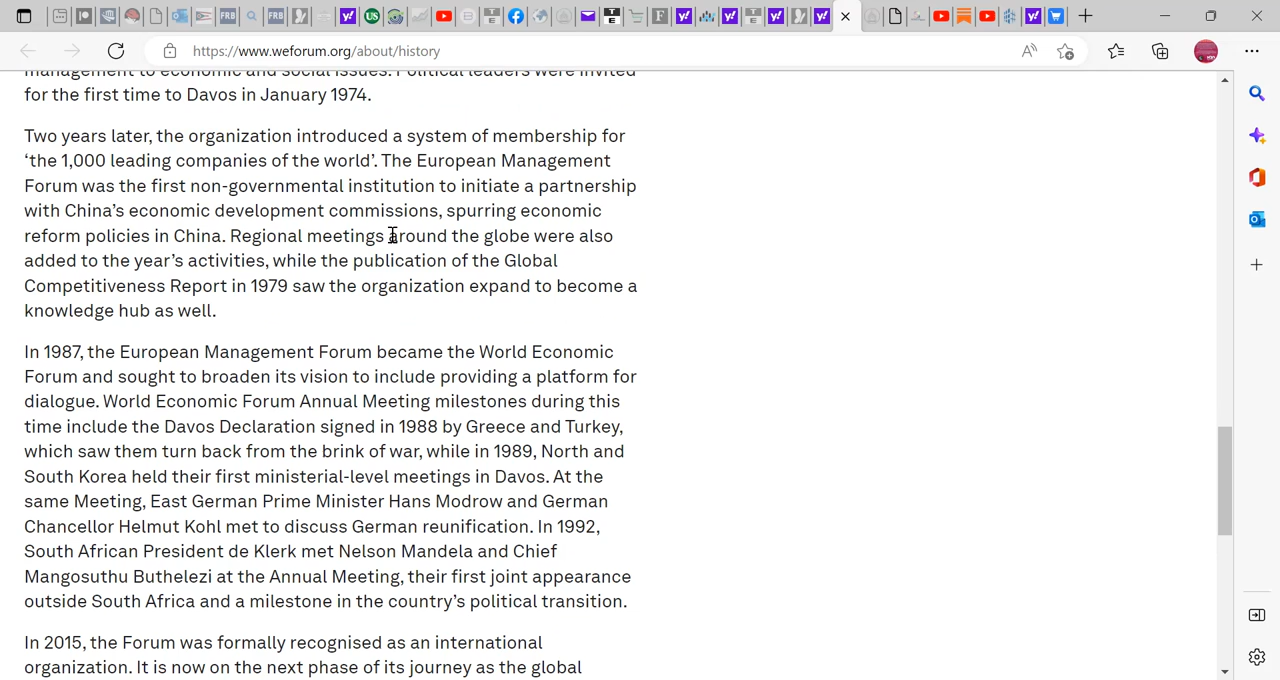 https://www.weforum.org/about/history
management to economic and social issues. Political leaders were invited
for the first time to Davos in January 1974.
Two years later, the organization introduced a system of membership for
‘the 1,000 leading companies of the world’. The European Management
Forum was the first non-governmental institution to initiate a partnership
with China’s economic development commissions, spurring economic
reform policies in China. Regional meetings around the globe were also
added to the year’s activities, while the publication of the Global
Competitiveness Report in 1979 saw the organization expand to become a
knowledge hub as well.
In 1987, the European Management Forum became the World Economic
Forum and sought to broaden its vision to include providing a platform for
dialogue. World Economic Forum Annual Meeting milestones during this
time include the Davos Declaration signed in 1988 by Greece and Turkey,
which saw them turn back from the brink of war, while in 1989, North and
South Korea held their first ministerial-level meetings in Davos. At the
same Meeting, East German Prime Minister Hans Modrow and German
Chancellor Helmut Kohl met to discuss German reunification. In 1992,
South African President de Klerk met Nelson Mandela and Chief
Mangosuthu Buthelezi at the Annual Meeting, their first joint appearance
outside South Africa and a milestone in the country’s political transition.
In 2015, the Forum was formally recognised as an international
organization. It is now on the next phase of its journey as the global